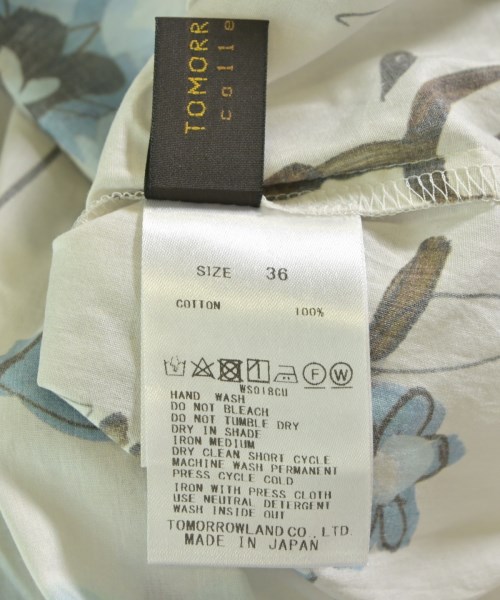 TOMORR
colle
SIZE 36
COTTON 100%
F W
WS018CU
HAND WASH
DO NOT BLEACH
DO NOT TUMBLE DRY
DRY IN SHADE
IRON MEDIUM
DRY CLEAN SHORT CYCLE
MACHINE WASH PERMANENT
PRESS CYCLE COLD
IRON WITH PRESS CLOTH
USE NEUTRAL DETERGENT
WASH INSIDE OUT
TOMORROWLAND CO., LTD.
MADE IN JAPAN